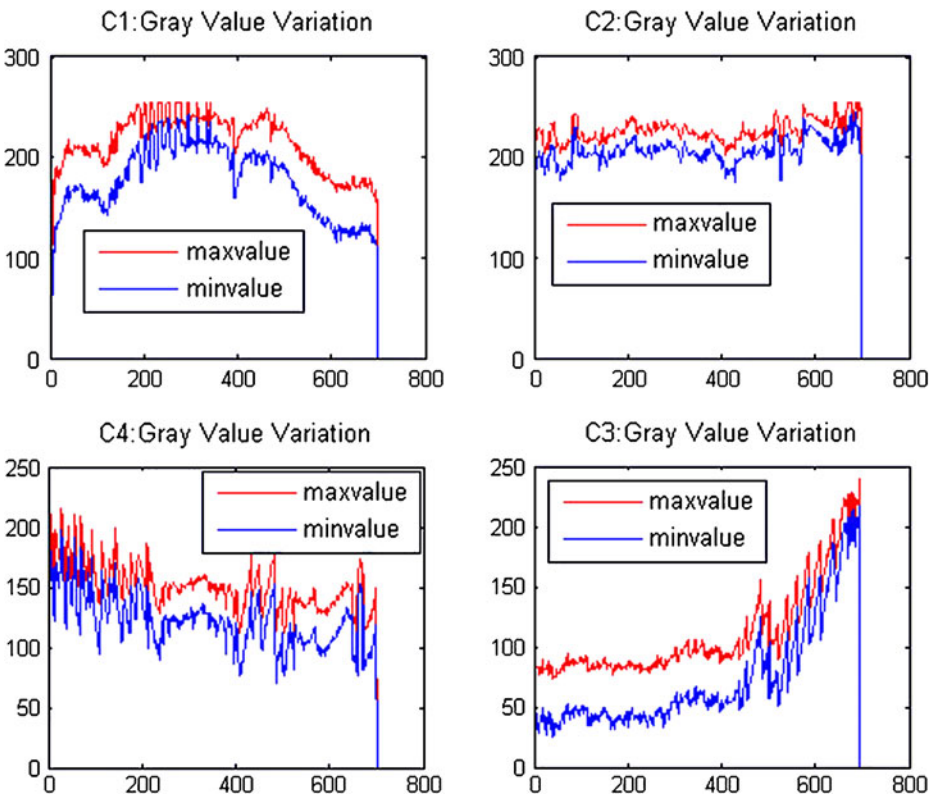 C1:Gray Value Variation
300
200
100
0
0 200 400 600 800
maxvalue
minvalue
C2:Gray Value Variation
300
200
100
0
0 200 400 600 800
maxvalue
minvalue
C4:Gray Value Variation
250
200
150
100
50
0
0 200 400 600 800
maxvalue
minvalue
C3:Gray Value Variation
250
200
150
100
50
0
0 200 400 600 800
maxvalue
minvalue